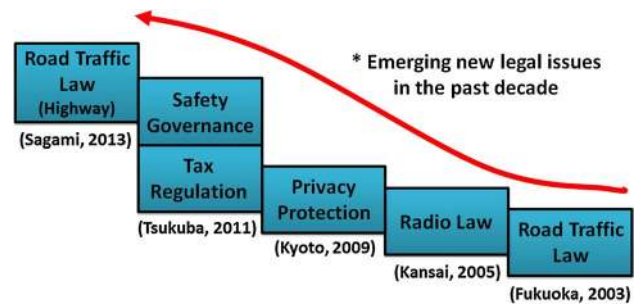 Road Traffic
Law
(Highway)
(Sagami, 2013)
* Emerging new legal issues
in the past decade
Safety
Governance
Tax
Regulation
(Tsukuba, 2011)
Privacy
Protection
(Kyoto, 2009)
Radio Law
(Kansai, 2005)
Road Traffic
Law
(Fukuoka, 2003)